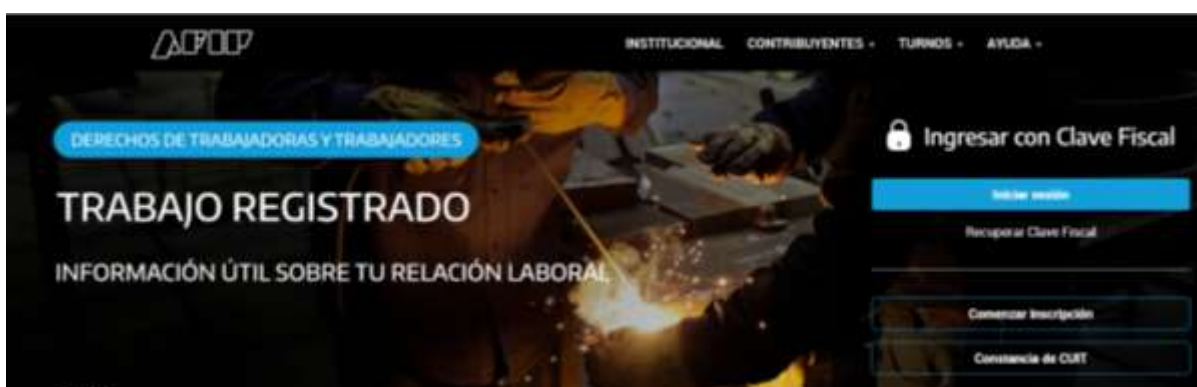 AFIP
INSTITUCIONAL CONTRIBUYENTES TURNOS AYUDA
DERECHOS DE TRABAJADORAS Y TRABAJADORES
TRABAJO REGISTRADO
INFORMACIÓN ÚTIL SOBRE TU RELACIÓN LABORAL
Ingresar con Clave Fiscal
Iniciar sesión
Recuperar Clave Fiscal
Comenzar inscripción
Constancia de CUIT